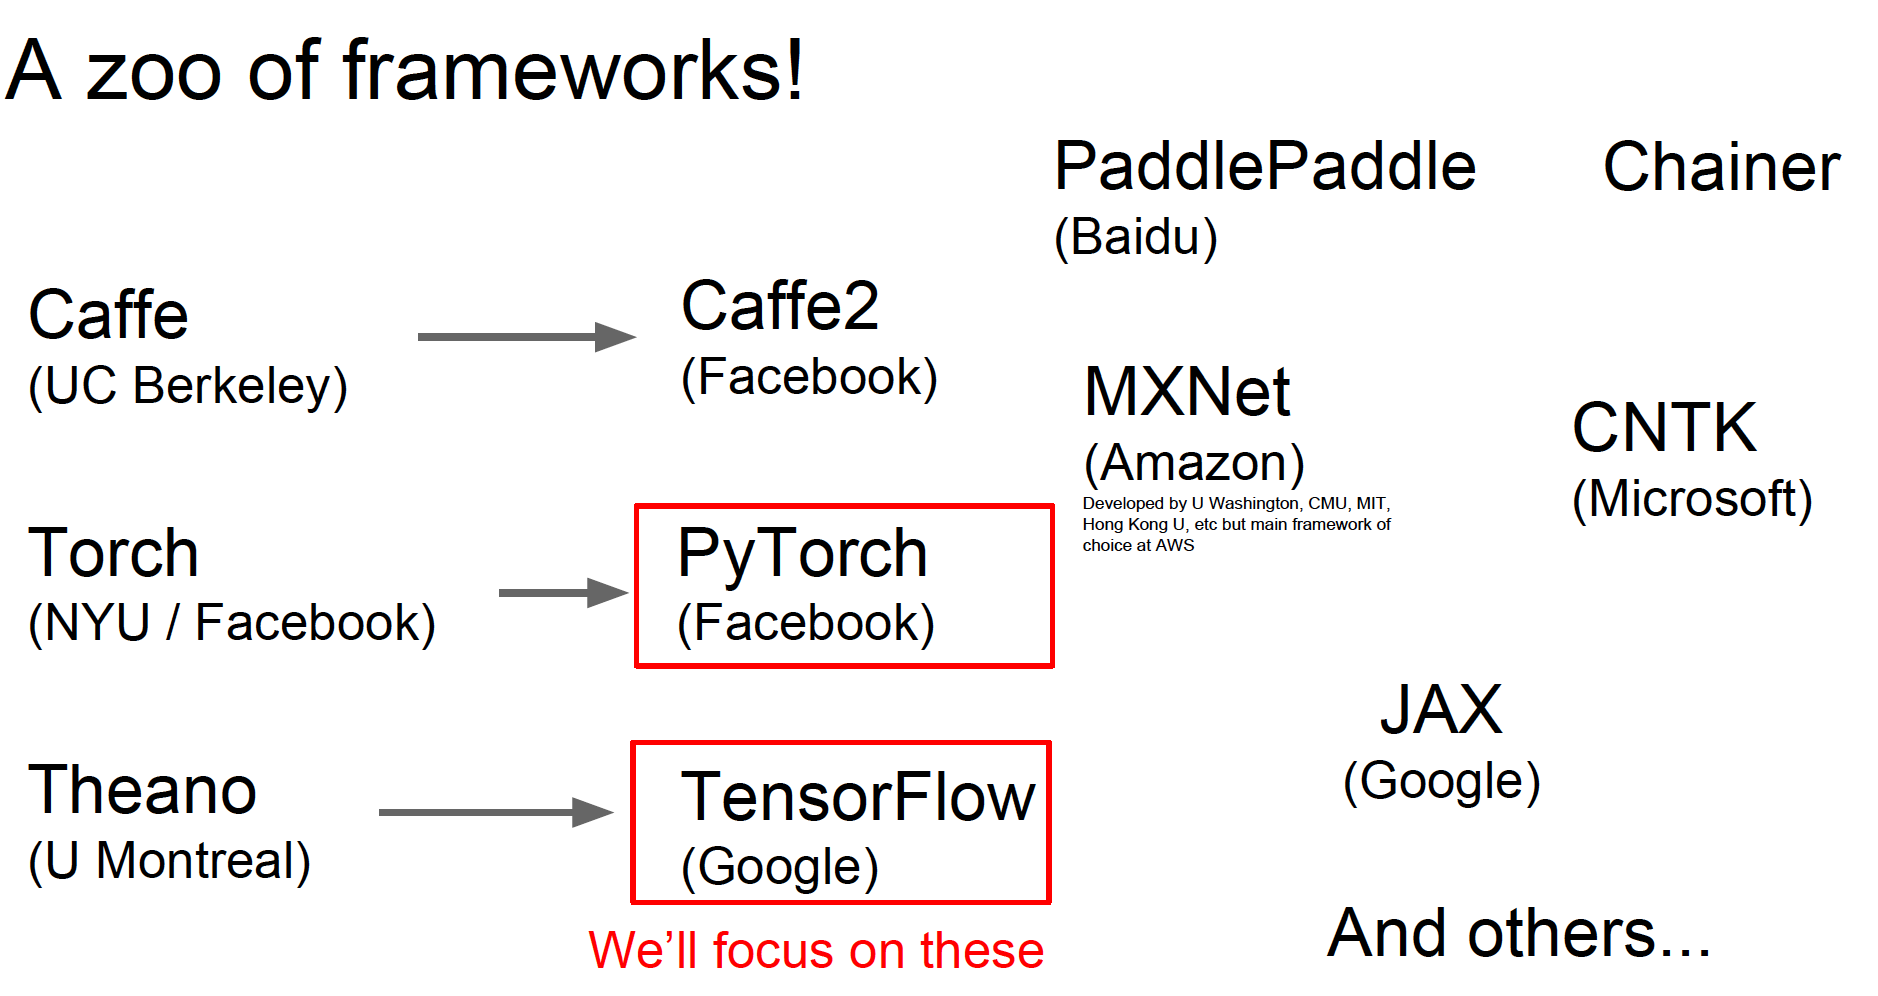 A zoo of frameworks!
PaddlePaddle
(Baidu)
Chainer
Caffe
(UC Berkeley)
Caffe2
(Facebook)
MXNet
(Amazon)
Developed by U Washington, CMU, MIT,
Hong Kong U, etc but main framework of
choice at AWS
CNTK
(Microsoft)
Torch
(NYU / Facebook)
PyTorch
(Facebook)
JAX
(Google)
Theano
(U Montreal)
TensorFlow
(Google)
We’ll focus on these
And others...